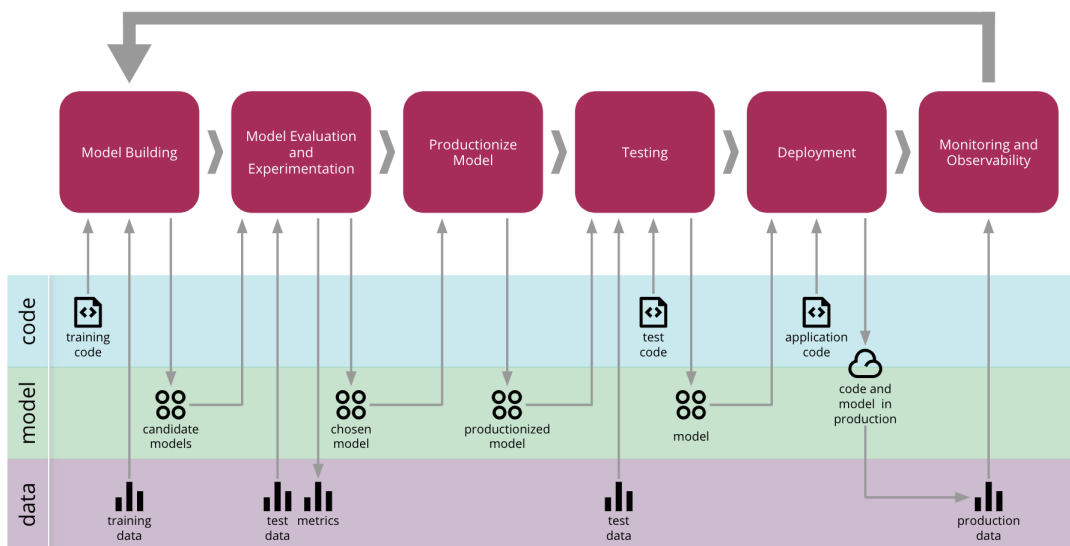 Model Building
Model Evaluation
and
Experimentation
Productionize
Model
Testing
Deployment
Monitoring and
Observability
code
training
code
test
code
application
code
model
candidate
models
chosen
model
productionized
model
model
code and
model in
production
data
training
data
test
data
metrics
test
data
production
data